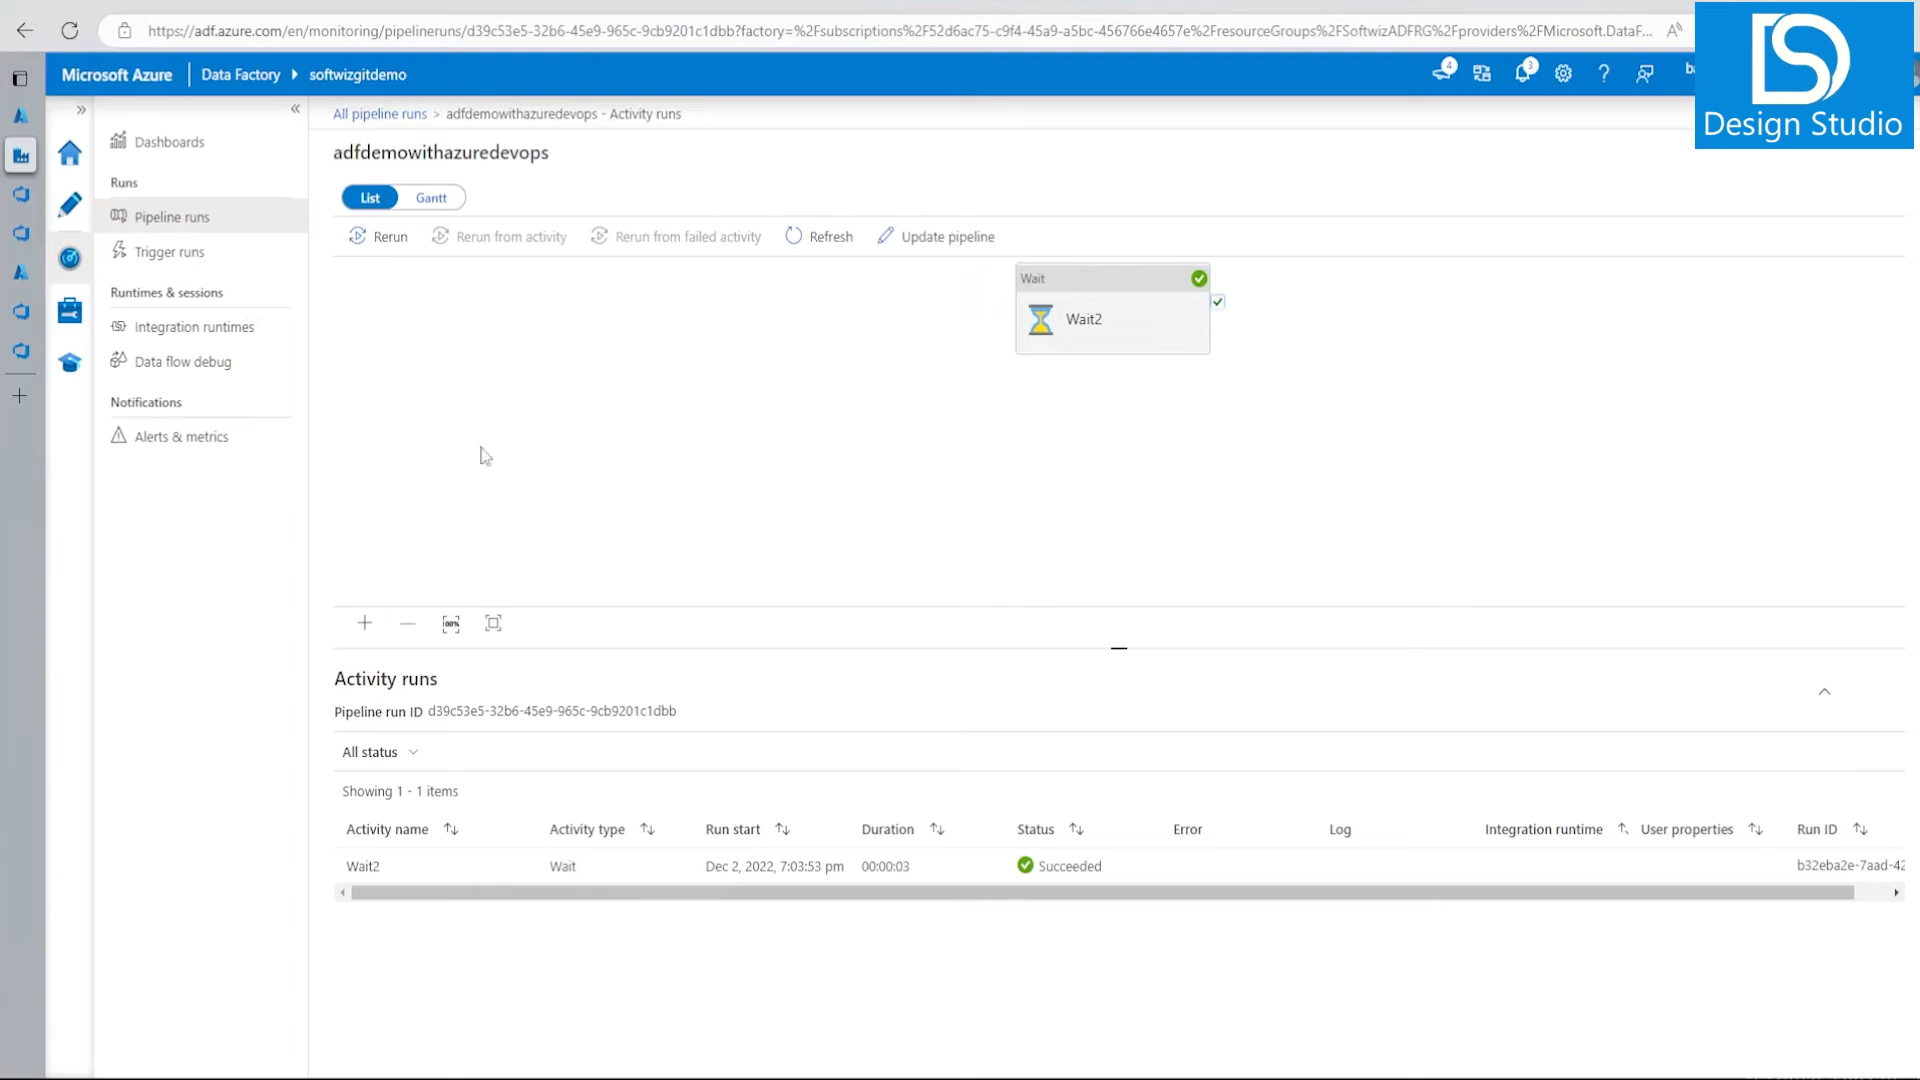 https://adf.azure.com/en/monitoring/pipelineruns/d39c53e5-32b6-45e9-965c-9cb9201c1dbb?factory=%2Fsubscriptions%2F52d6ac75-c9f4-45a9-a5bc-456766e4657e%2FresourceGroups%2FSoftwizADFRG%2Fproviders%2FMicrosoft.DataF...
Microsoft Azure
Data Factory
softwizgitdemo
4
3
Design Studio
All pipeline runs > adfdemowithazuredevops - Activity runs
adfdemowithazuredevops
Dashboards
Runs
Pipeline runs
Trigger runs
Runtimes & sessions
Integration runtimes
Data flow debug
Notifications
Alerts & metrics
List
Gantt
Rerun
Rerun from activity
Rerun from failed activity
Refresh
Update pipeline
Wait
Wait2
Activity runs
Pipeline run ID d39c53e5-32b6-45e9-965c-9cb9201c1dbb
All status
Showing 1 - 1 items
Activity name Activity type Run start Duration Status Error Log Integration runtime User properties Run ID
Wait2 Wait Dec 2, 2022, 7:03:53 pm 00:00:03 Succeeded b32eba2e-7aad-42